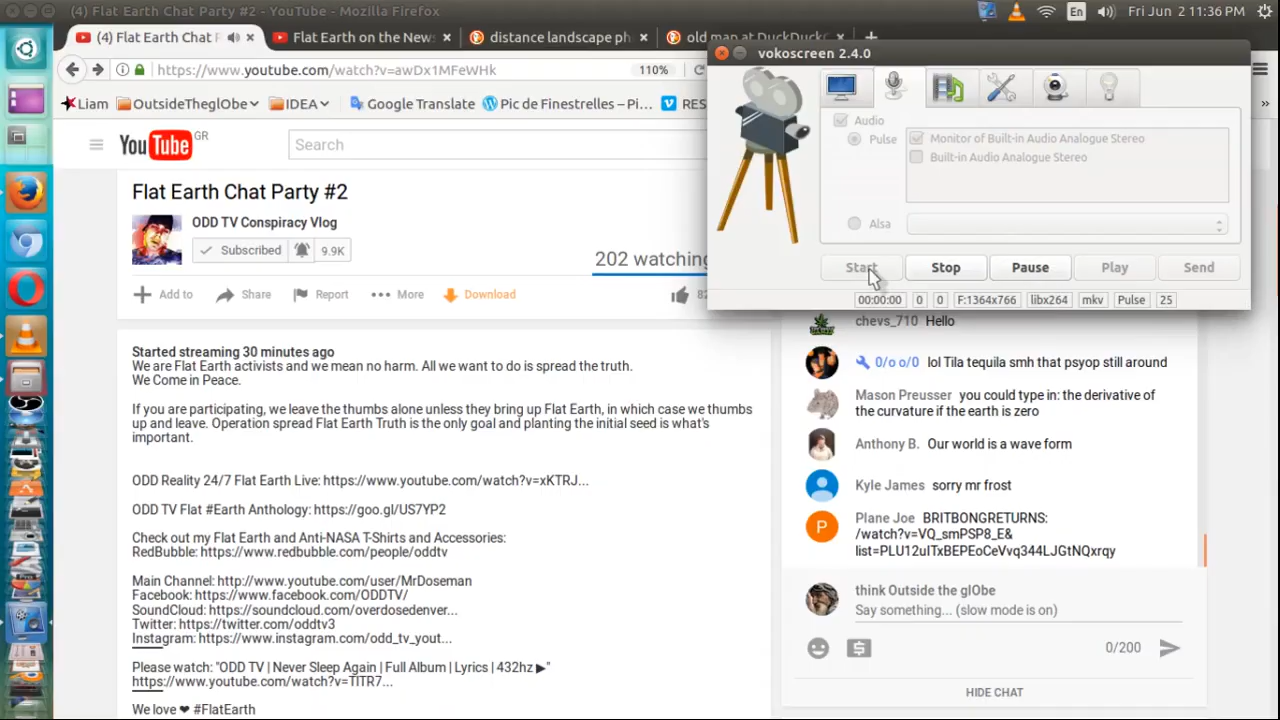 (4) Flat Earth Chat Party #2 - YouTube - Mozilla Firefox
En
Fri Jun 2 11:36 PM
(4) Flat Earth Chat P
Flat Earth on the News
distance landscape ph
old map at DuckDuckG
https://www.youtube.com/watch?v=awDx1MFeWHk
110%
Liam
OutsideTheglObe
IDEA
Google Translate
Pic de Finestrelles – Pi...
RES
YouTube
GR
Search
Flat Earth Chat Party #2
ODD TV Conspiracy Vlog
Subscribed
9.9K
202 watching
Add to
Share
Report
More
Download
Started streaming 30 minutes ago
We are Flat Earth activists and we mean no harm. All we want to do is spread the truth.
We Come in Peace.
If you are participating, we leave the thumbs alone unless they bring up Flat Earth, in which case we thumbs
up and leave. Operation spread Flat Earth Truth is the only goal and planting the initial seed is what's
important.
ODD Reality 24/7 Flat Earth Live: https://www.youtube.com/watch?v=xKTRJ...
ODD TV Flat #Earth Anthology: https://goo.gl/US7YP2
Check out my Flat Earth and Anti-NASA T-Shirts and Accessories:
RedBubble: https://www.redbubble.com/people/oddtv
Main Channel: http://www.youtube.com/user/MrDoseman
Facebook: https://www.facebook.com/ODDTV/
SoundCloud: https://soundcloud.com/overdosedenver...
Twitter: https://twitter.com/oddtv3
Instagram: https://www.instagram.com/odd_tv_yout...
Please watch: "ODD TV | Never Sleep Again | Full Album | Lyrics | 432hz ▶"
https://www.youtube.com/watch?v=TlTR7...
We love ❤ #FlatEarth
vokoscreen 2.4.0
Audio
Pulse
Monitor of Built-in Audio Analogue Stereo
Built-in Audio Analogue Stereo
Alsa
Start
Stop
Pause
Play
Send
00:00:00
0
0
F:1364x766
libx264
mkv
Pulse
25
chevs_710 Hello
0/o o/0 lol Tila tequila smh that psyop still around
Mason Preusser you could type in: the derivative of
the curvature if the earth is zero
Anthony B. Our world is a wave form
Kyle James sorry mr frost
P
Plane Joe BRITBONGRETURNS:
/watch?v=VQ_smPSP8_E&
list=PLU12uITxBEPEoCeVvq344LJGtNQxrqy
think Outside the glObe
Say something... (slow mode is on)
0/200
HIDE CHAT